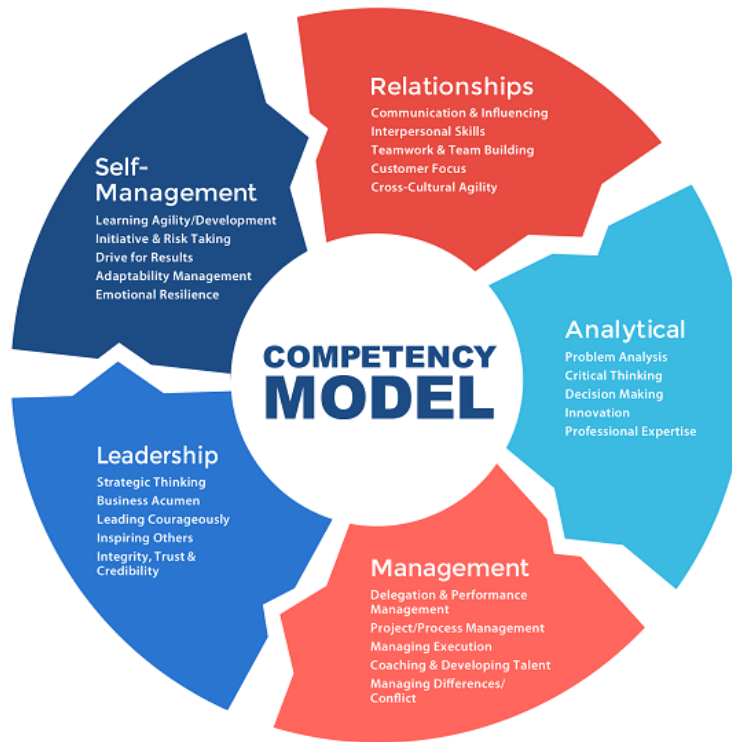 Relationships
Communication & Influencing
Interpersonal Skills
Teamwork & Team Building
Customer Focus
Cross-Cultural Agility
Self-
Management
Learning Agility/Development
Initiative & Risk Taking
Drive for Results
Adaptability Management
Emotional Resilience
Analytical
Problem Analysis
Critical Thinking
Decision Making
Innovation
Professional Expertise
COMPETENCY
MODEL
Leadership
Strategic Thinking
Business Acumen
Leading Courageously
Inspiring Others
Integrity, Trust &
Credibility
Management
Delegation & Performance
Management
Project/Process Management
Managing Execution
Coaching & Developing Talent
Managing Differences/
Conflict